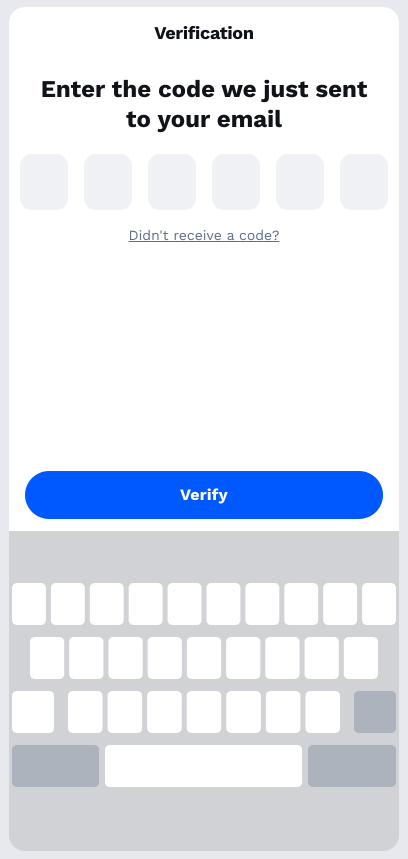 Verification
Enter the code we just sent
to your email
Didn't receive a code?
Verify